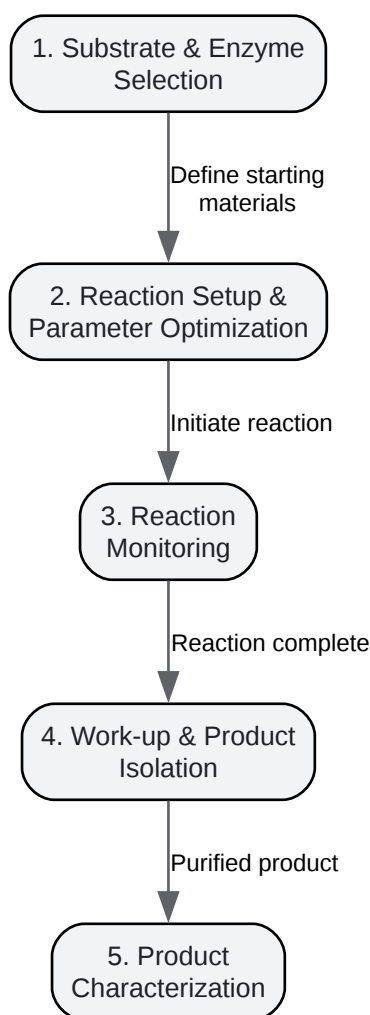 1. Substrate & Enzyme
Selection
Define starting
materials
2. Reaction Setup &
Parameter Optimization
Initiate reaction
3. Reaction
Monitoring
Reaction complete
4. Work-up & Product
Isolation
Purified product
5. Product
Characterization